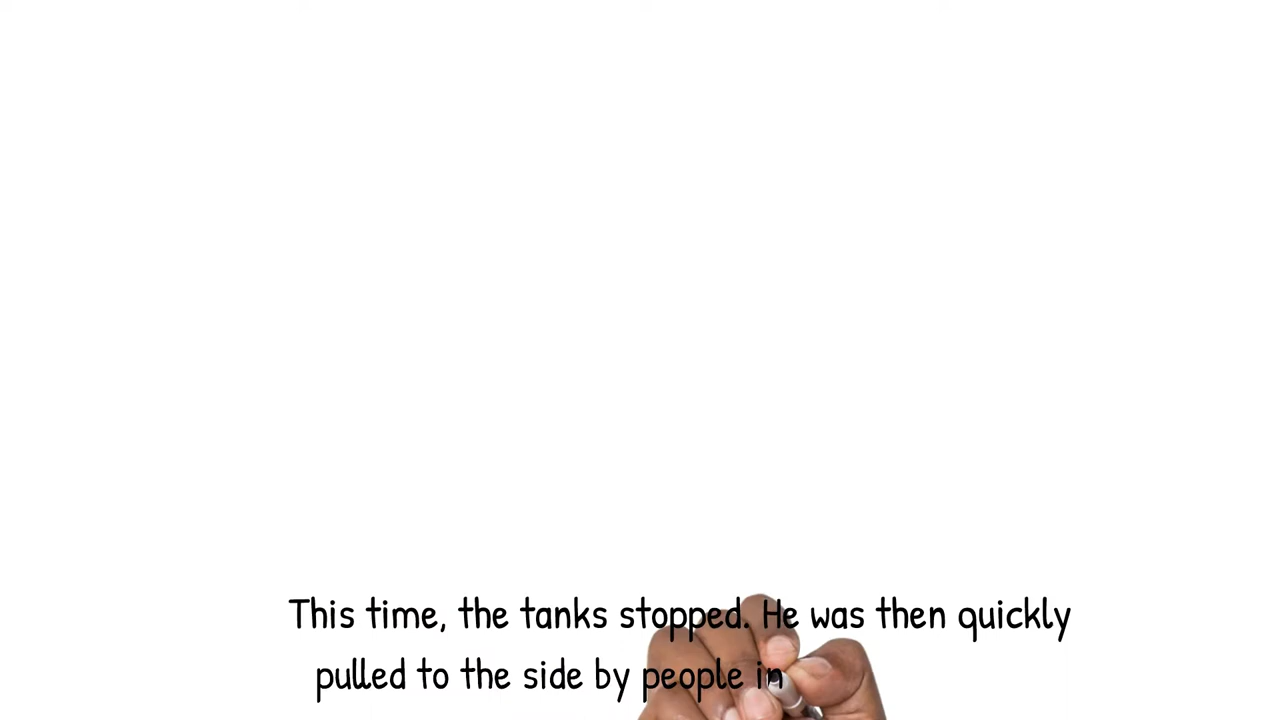 This time, the tanks stopped. He was then quickly
pulled to the side by people in